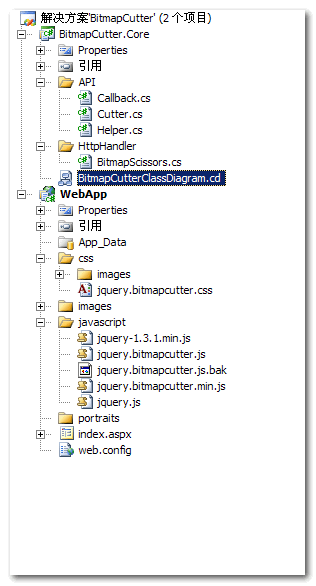 解决方案'BitmapCutter' (2 个项目)
BitmapCutter.Core
Properties
引用
API
Callback.cs
Cutter.cs
Helper.cs
HttpHandler
BitmapScissors.cs
BitmapCutterClassDiagram.cd
WebApp
Properties
引用
App_Data
css
images
jquery.bitmapcutter.css
images
javascript
jquery-1.3.1.min.js
jquery.bitmapcutter.js
jquery.bitmapcutter.js.bak
jquery.bitmapcutter.min.js
jquery.js
portraits
index.aspx
web.config